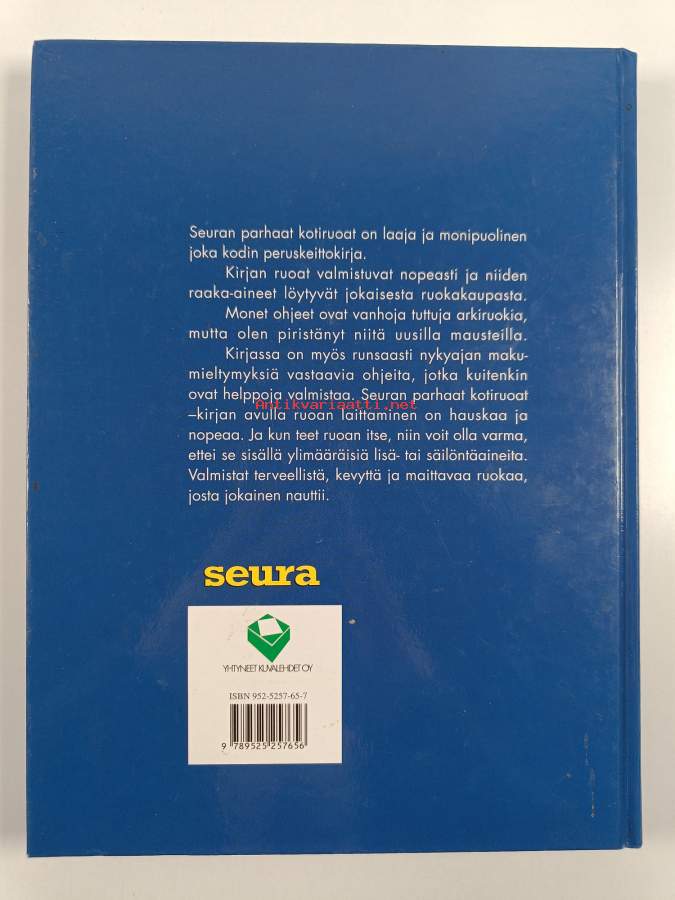 Seuran parhaat kotiruoat on laaja ja monipuolinen
joka kodin peruskeittokirja.
Kirjan ruoat valmistuvat nopeasti ja niiden
raaka-aineet löytyvät jokaisesta ruokakaupasta.
Monet ohjeet ovat vanhoja tuttuja arkiruokia,
mutta olen piristänyt niitä uusilla mausteilla.
Kirjassa on myös runsaasti nykyajan maku-
mieltymyksiä vastaavia ohjeita, jotka kuitenkin
ovat helppoja valmistaa. Seuran parhaat kotiruoat
Antikvariaatti.net
–kirjan avulla ruoan laittaminen on hauskaa ja
nopeaa. Ja kun teet ruoan itse, niin voit olla varma,
ettei se sisällä ylimääräisiä lisä- tai säilöntäaineita.
Valmistat terveellistä, kevyttä ja maittavaa ruokaa,
josta jokainen nauttii.
seura
YHTYNEET KUVALEHDET OY
ISBN 952-5257-65-7
9 789525 257656